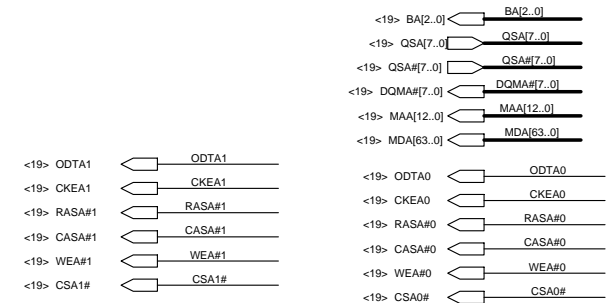 <19> BA[2..0] BA[2..0]
<19> QSA[7..0] QSA[7..0]
<19> QSA#[7..0] QSA#[7..0]
<19> DQMA#[7..0] DQMA#[7..0]
<19> MAA[12..0] MAA[12..0]
<19> MDA[63..0] MDA[63..0]
<19> ODTA1 ODTA1
<19> CKEA1 CKEA1
<19> RASA#1 RASA#1
<19> CASA#1 CASA#1
<19> WEA#1 WEA#1
<19> CSA1# CSA1#
<19> ODTA0 ODTA0
<19> CKEA0 CKEA0
<19> RASA#0 RASA#0
<19> CASA#0 CASA#0
<19> WEA#0 WEA#0
<19> CSA0# CSA0#